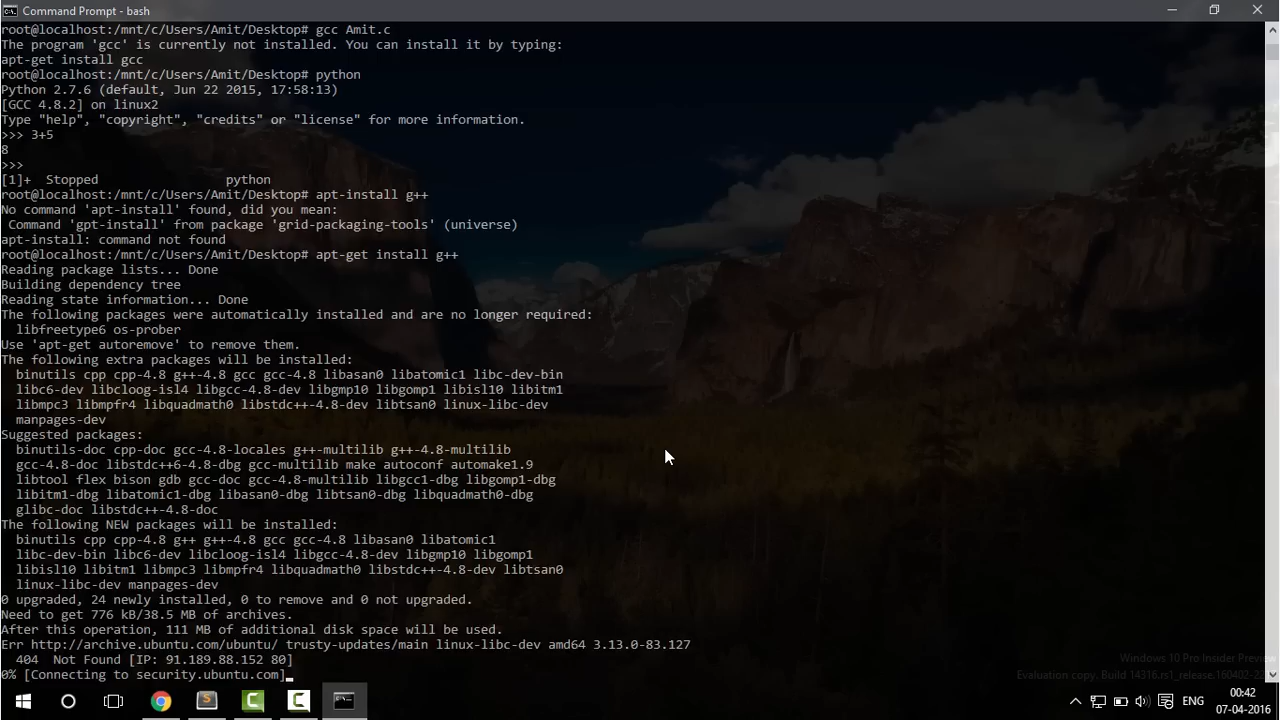 Command Prompt - bash
root@localhost:/mnt/c/Users/Amit/Desktop# gcc Amit.c
The program 'gcc' is currently not installed. You can install it by typing:
apt-get install gcc
root@localhost:/mnt/c/Users/Amit/Desktop# python
Python 2.7.6 (default, Jun 22 2015, 17:58:13)
[GCC 4.8.2] on linux2
Type "help", "copyright", "credits" or "license" for more information.
>>> 3+5
8
>>>
[1]+  Stopped                 python
root@localhost:/mnt/c/Users/Amit/Desktop# apt-install g++
No command 'apt-install' found, did you mean:
 Command 'gpt-install' from package 'grid-packaging-tools' (universe)
apt-install: command not found
root@localhost:/mnt/c/Users/Amit/Desktop# apt-get install g++
Reading package lists... Done
Building dependency tree
Reading state information... Done
The following packages were automatically installed and are no longer required:
  libfreetype6 os-prober
Use 'apt-get autoremove' to remove them.
The following extra packages will be installed:
  binutils cpp cpp-4.8 g++-4.8 gcc gcc-4.8 libasan0 libatomic1 libc-dev-bin
  libc6-dev libcloog-isl4 libgcc-4.8-dev libgmp10 libgomp1 libisl10 libitm1
  libmpc3 libmpfr4 libquadmath0 libstdc++-4.8-dev libtsan0 linux-libc-dev
  manpages-dev
Suggested packages:
  binutils-doc cpp-doc gcc-4.8-locales g++-multilib g++-4.8-multilib
  gcc-4.8-doc libstdc++6-4.8-dbg gcc-multilib make autoconf automake1.9
  libtool flex bison gdb gcc-doc gcc-4.8-multilib libgcc1-dbg libgomp1-dbg
  libitm1-dbg libatomic1-dbg libasan0-dbg libtsan0-dbg libquadmath0-dbg
  glibc-doc libstdc++-4.8-doc
The following NEW packages will be installed:
  binutils cpp cpp-4.8 g++ g++-4.8 gcc gcc-4.8 libasan0 libatomic1
  libc-dev-bin libc6-dev libcloog-isl4 libgcc-4.8-dev libgmp10 libgomp1
  libisl10 libitm1 libmpc3 libmpfr4 libquadmath0 libstdc++-4.8-dev libtsan0
  linux-libc-dev manpages-dev
0 upgraded, 24 newly installed, 0 to remove and 0 not upgraded.
Need to get 776 kB/38.5 MB of archives.
After this operation, 111 MB of additional disk space will be used.
Err http://archive.ubuntu.com/ubuntu/ trusty-updates/main linux-libc-dev amd64 3.13.0-83.127
  404  Not Found [IP: 91.189.88.152 80]
0% [Connecting to security.ubuntu.com]
Windows 10 Pro Insider Preview
Evaluation copy. Build 14316.rs1_release.160402-2
S
ENG
00:42
07-04-2016